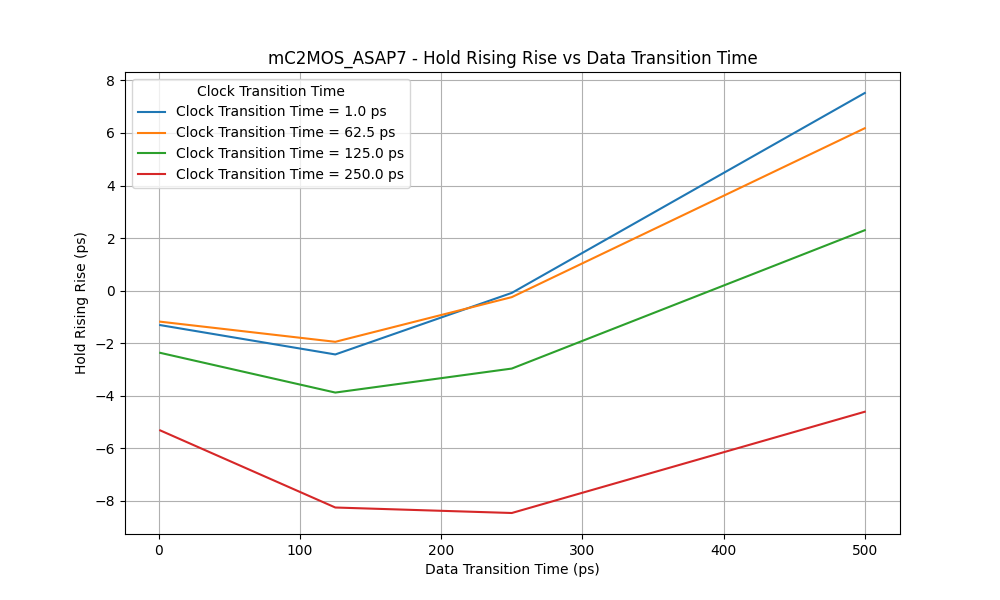 mC2MOS_ASAP7 - Hold Rising Rise vs Data Transition Time
Clock Transition Time
Clock Transition Time = 1.0 ps
Clock Transition Time = 62.5 ps
Clock Transition Time = 125.0 ps
Clock Transition Time = 250.0 ps
Hold Rising Rise (ps)
8
6
4
2
0
−2
−4
−6
−8
0 100 200 300 400 500
Data Transition Time (ps)